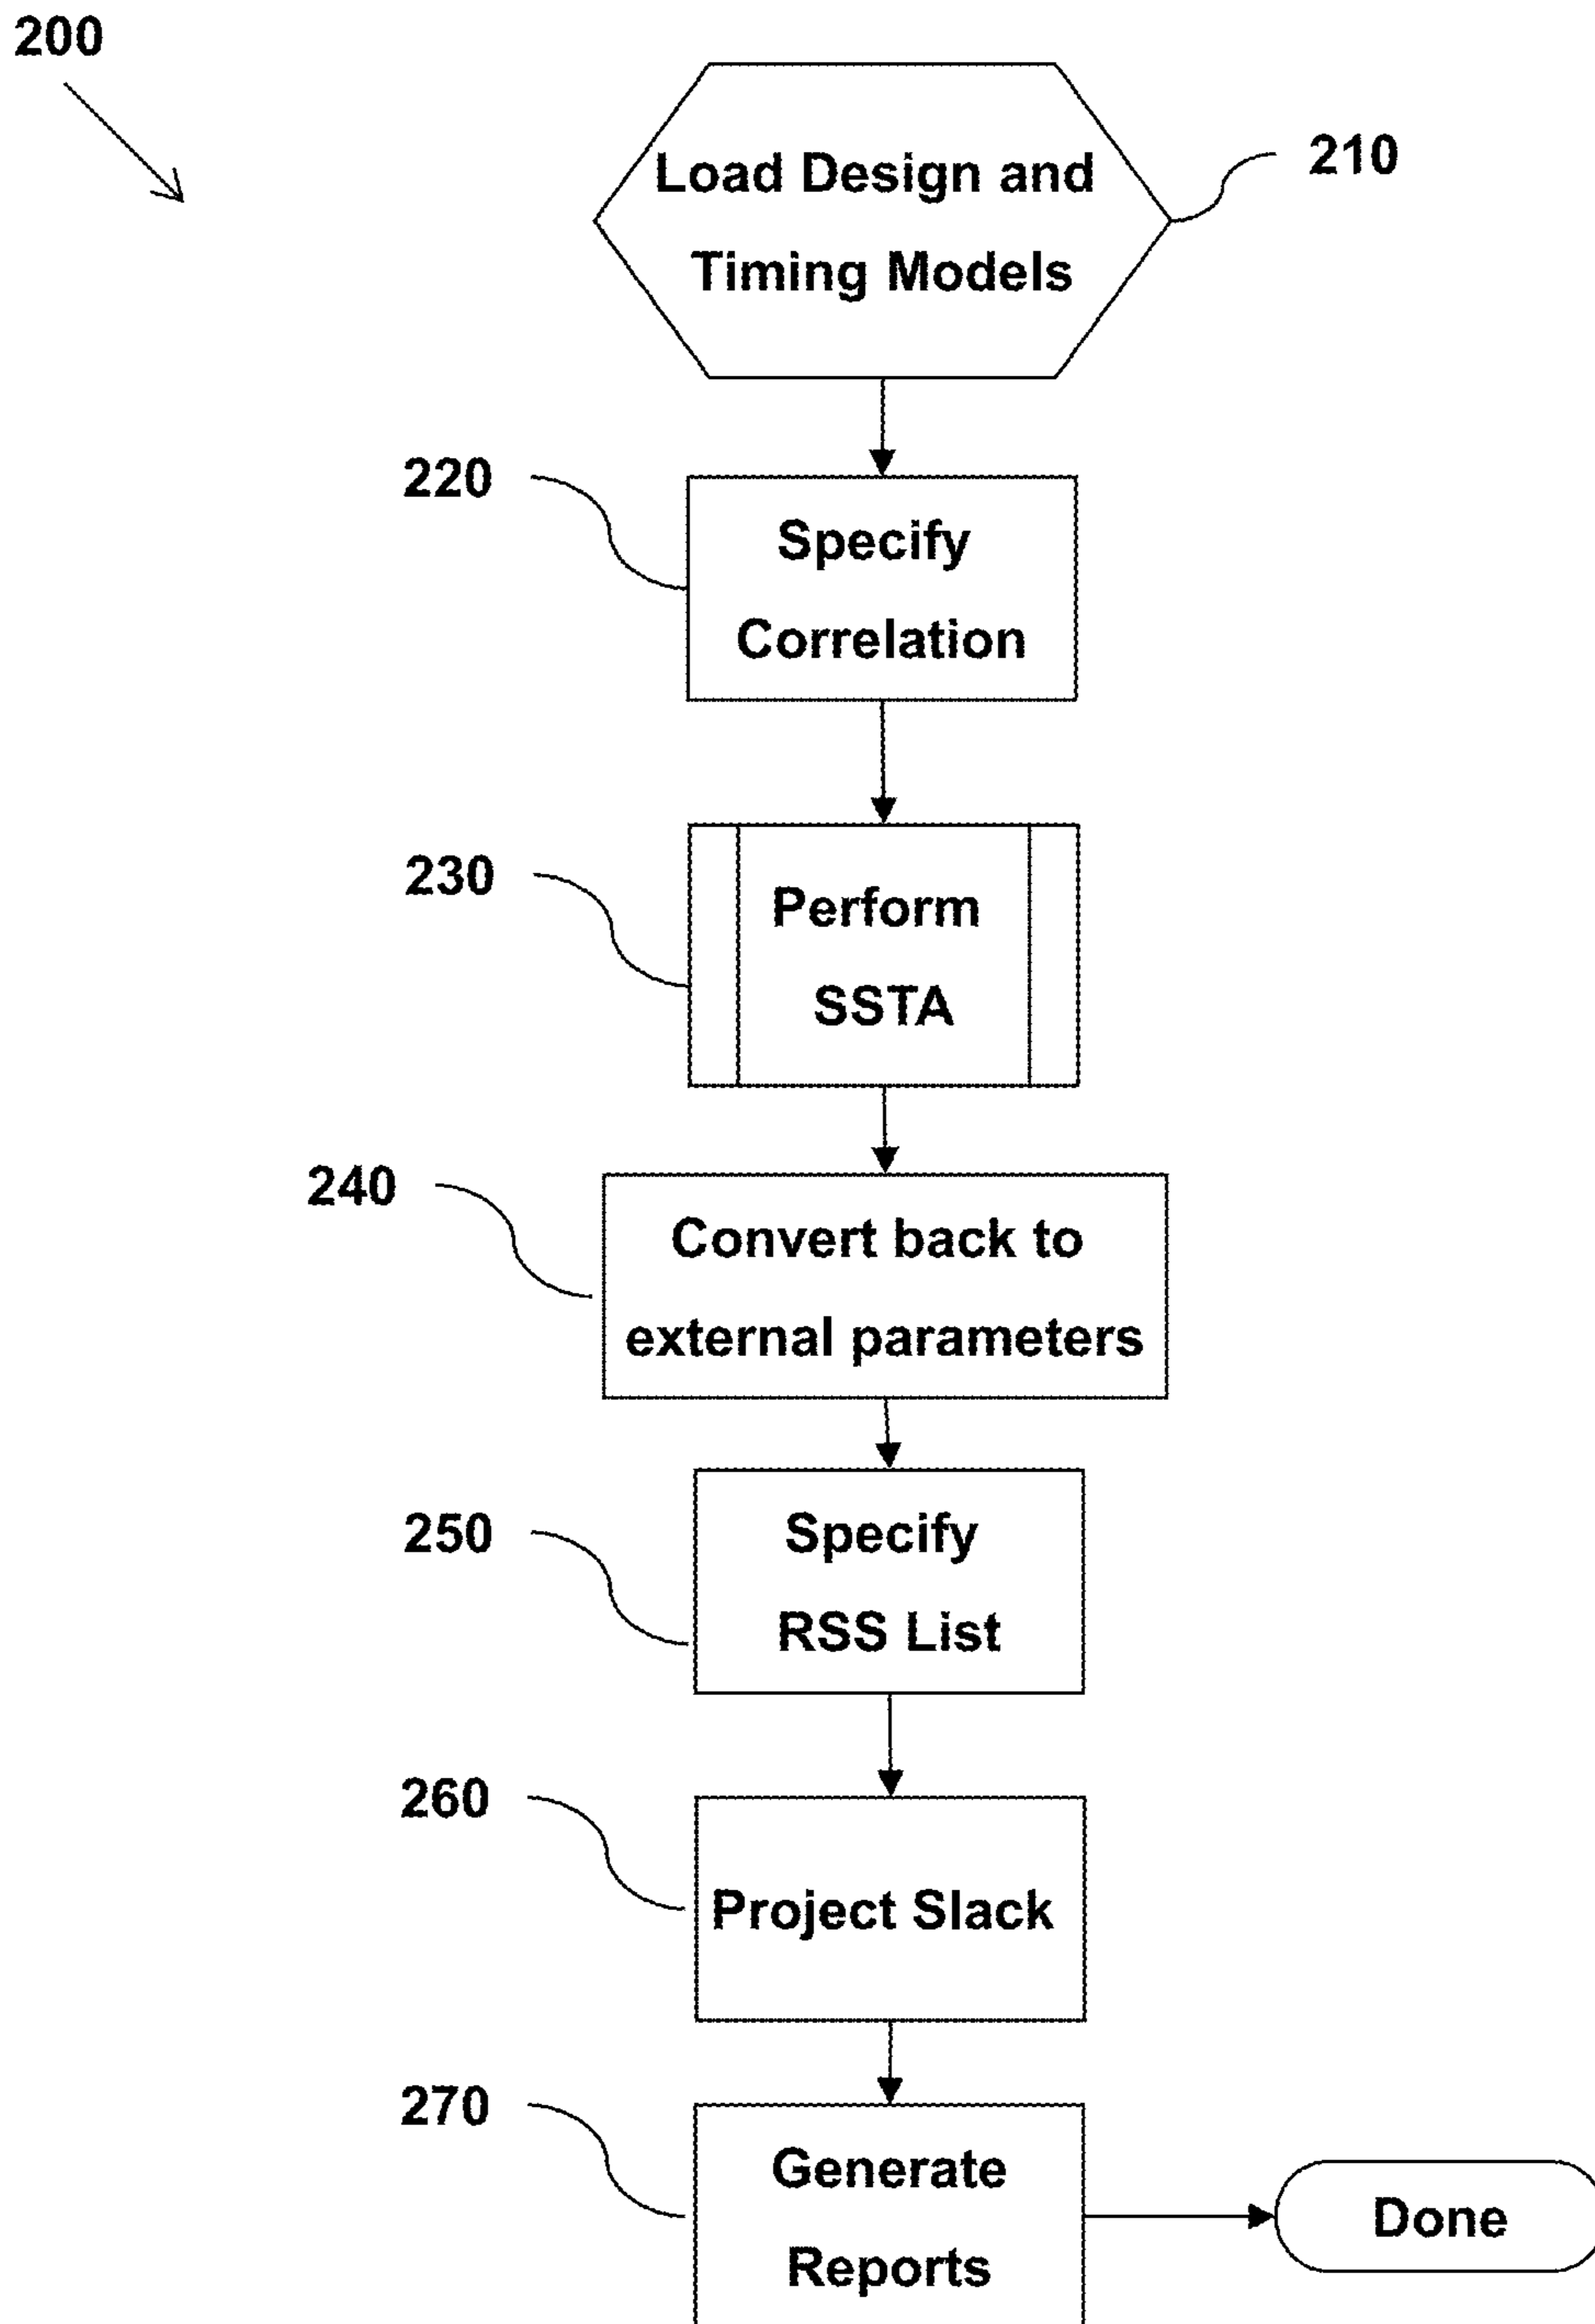 200
Load Design and
Timing Models
210
220
Specify
Correlation
230
Perform
SSTA
240
Convert back to
external parameters
250
Specify
RSS List
260
Project Slack
270
Generate
Reports
Done